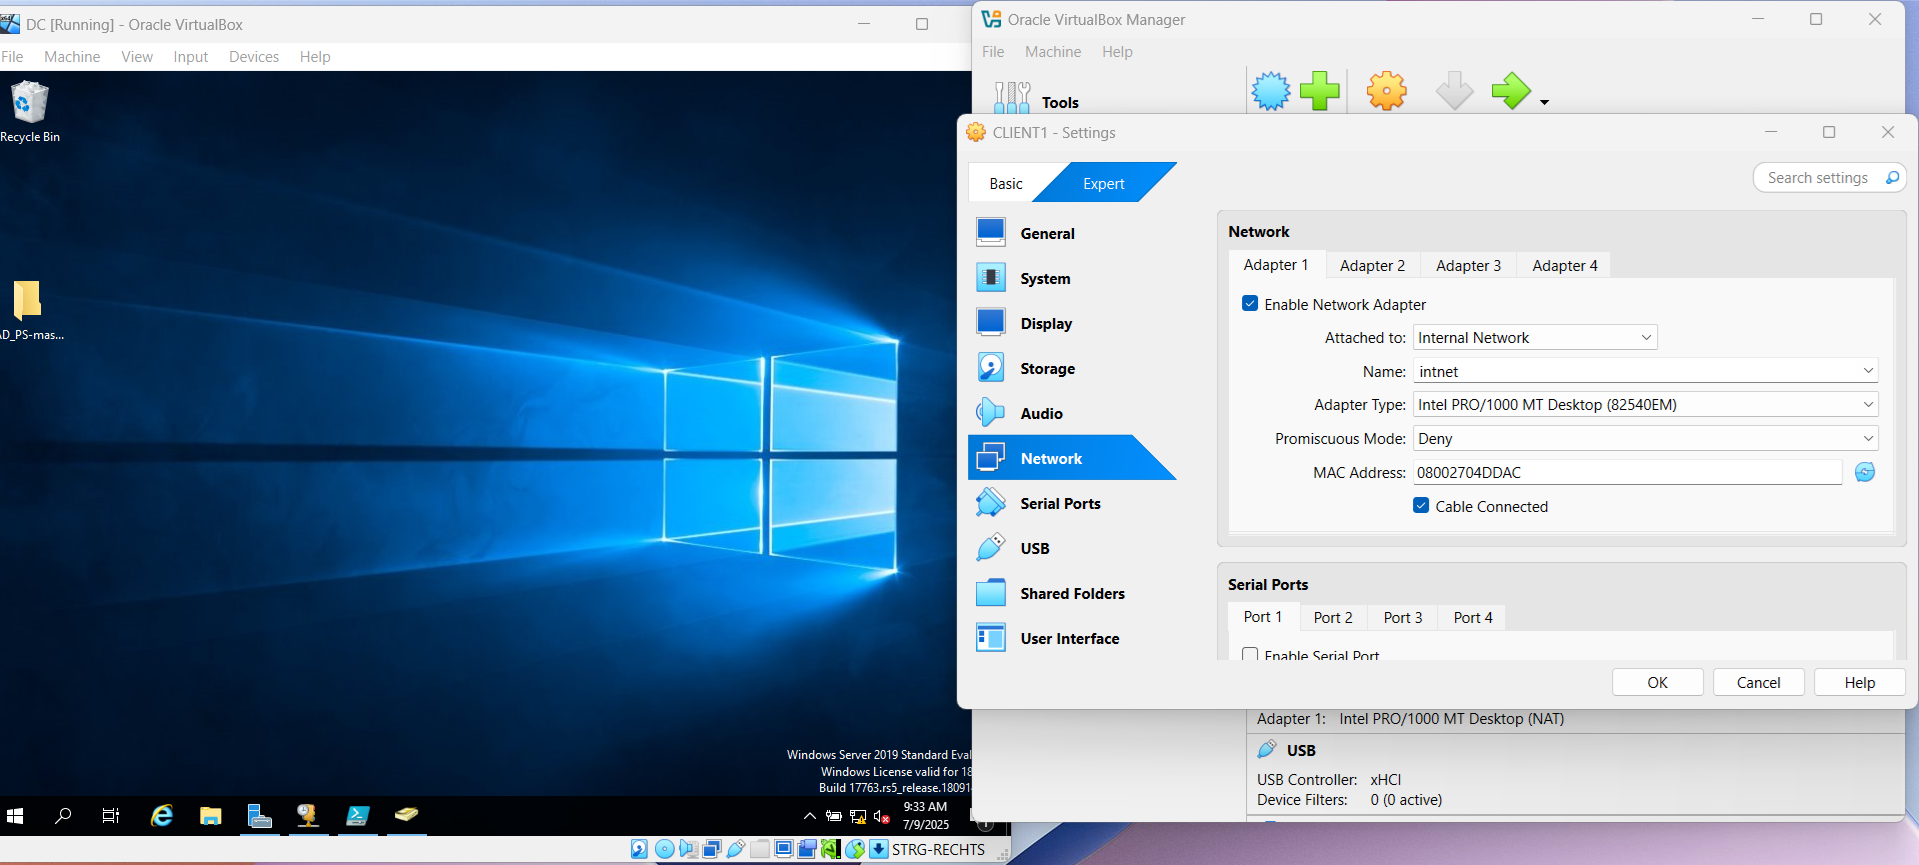 DC [Running] - Oracle VirtualBox
File Machine View Input Devices Help
Recycle Bin
AD_PS-mas...
Windows Server 2019 Standard Eval
Windows License valid for 18
Build 17763.rs5_release.18091
9:33 AM
7/9/2025
STRG-RECHTS
Oracle VirtualBox Manager
File Machine Help
Tools
CLIENT1 - Settings
Basic Expert
Search settings
General
System
Display
Storage
Audio
Network
Serial Ports
USB
Shared Folders
User Interface
Network
Adapter 1 Adapter 2 Adapter 3 Adapter 4
Enable Network Adapter
Attached to: Internal Network
Name: intnet
Adapter Type: Intel PRO/1000 MT Desktop (82540EM)
Promiscuous Mode: Deny
MAC Address: 08002704DDAC
Cable Connected
Serial Ports
Port 1 Port 2 Port 3 Port 4
Enable Serial Port
OK Cancel Help
Adapter 1: Intel PRO/1000 MT Desktop (NAT)
USB
USB Controller: xHCI
Device Filters: 0 (0 active)